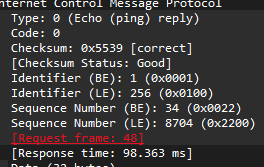 nternet Control Message Protocol
Type: 0 (Echo (ping) reply)
Code: 0
Checksum: 0x5539 [correct]
[Checksum Status: Good]
Identifier (BE): 1 (0x0001)
Identifier (LE): 256 (0x0100)
Sequence Number (BE): 34 (0x0022)
Sequence Number (LE): 8704 (0x2200)
[Request frame: 48]
[Response time: 98.363 ms]
Data (32 bytes)